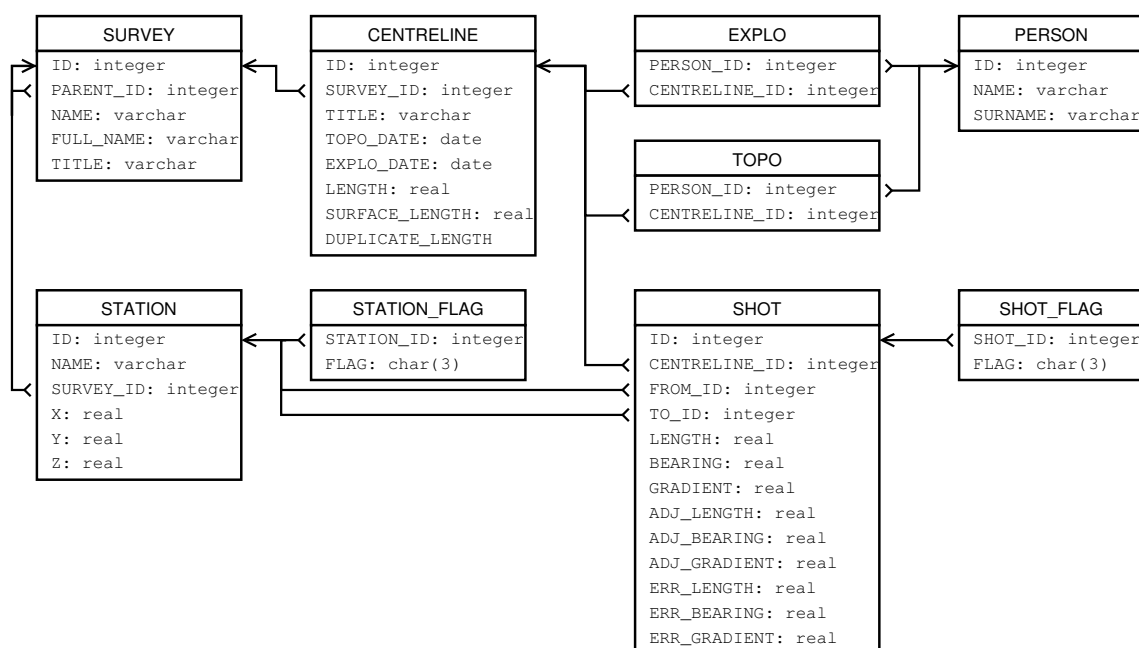 SURVEY
ID: integer
PARENT_ID: integer
NAME: varchar
FULL_NAME: varchar
TITLE: varchar
CENTRELINE
ID: integer
SURVEY_ID: integer
TITLE: varchar
TOPO_DATE: date
EXPLO_DATE: date
LENGTH: real
SURFACE_LENGTH: real
DUPLICATE_LENGTH
EXPLO
PERSON_ID: integer
CENTRELINE_ID: integer
PERSON
ID: integer
NAME: varchar
SURNAME: varchar
TOPO
PERSON_ID: integer
CENTRELINE_ID: integer
STATION
ID: integer
NAME: varchar
SURVEY_ID: integer
X: real
Y: real
Z: real
STATION_FLAG
STATION_ID: integer
FLAG: char(3)
SHOT
ID: integer
CENTRELINE_ID: integer
FROM_ID: integer
TO_ID: integer
LENGTH: real
BEARING: real
GRADIENT: real
ADJ_LENGTH: real
ADJ_BEARING: real
ADJ_GRADIENT: real
ERR_LENGTH: real
ERR_BEARING: real
ERR_GRADIENT: real
SHOT_FLAG
SHOT_ID: integer
FLAG: char(3)